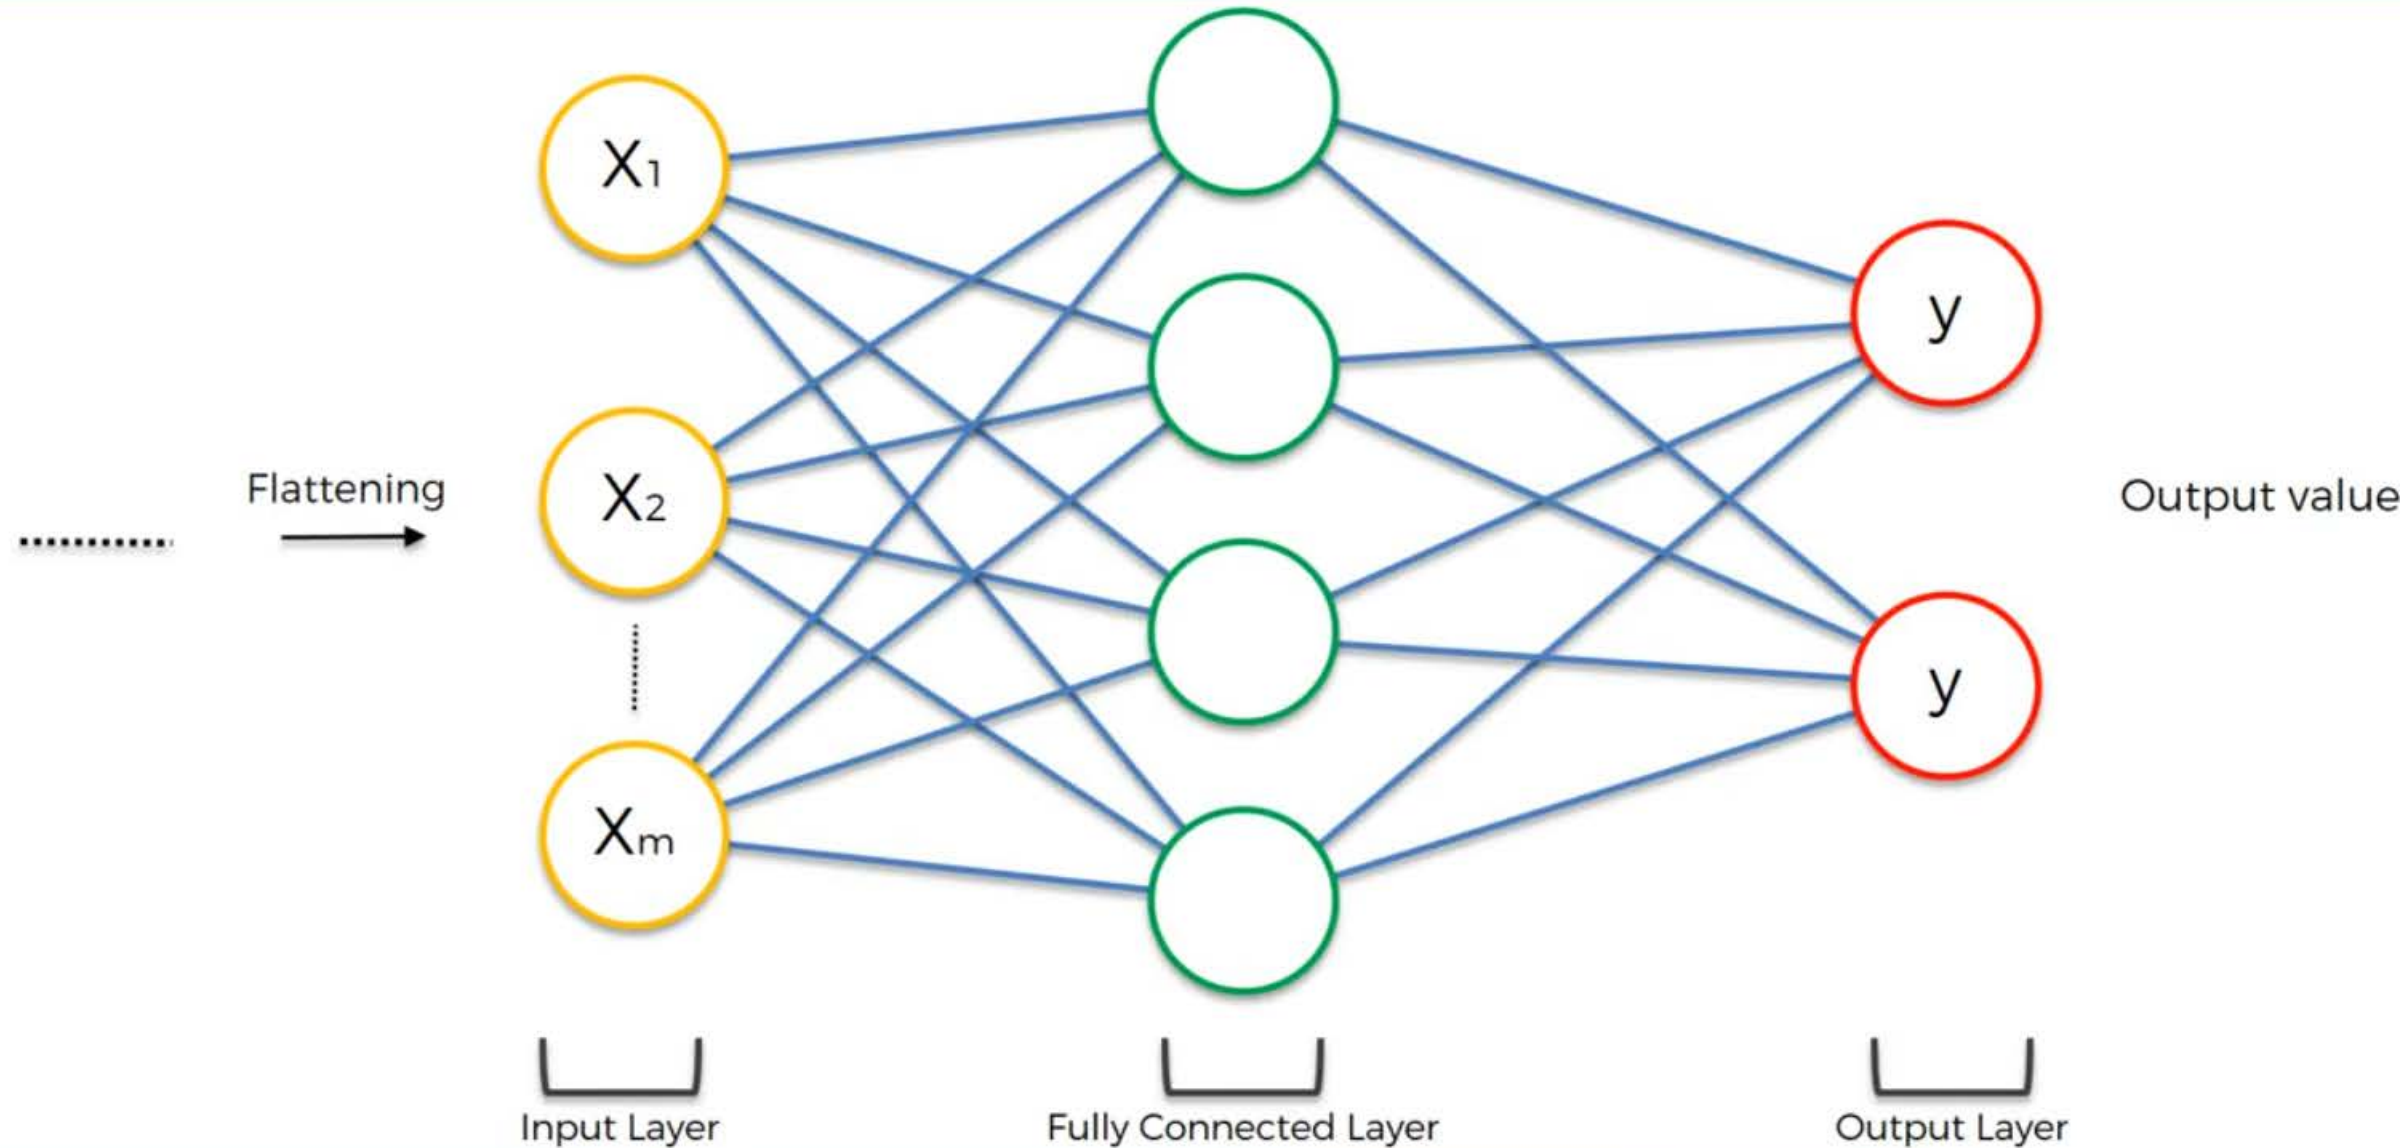 Flattening
X1
X2
Xm
y
y
Output value
Input Layer
Fully Connected Layer
Output Layer